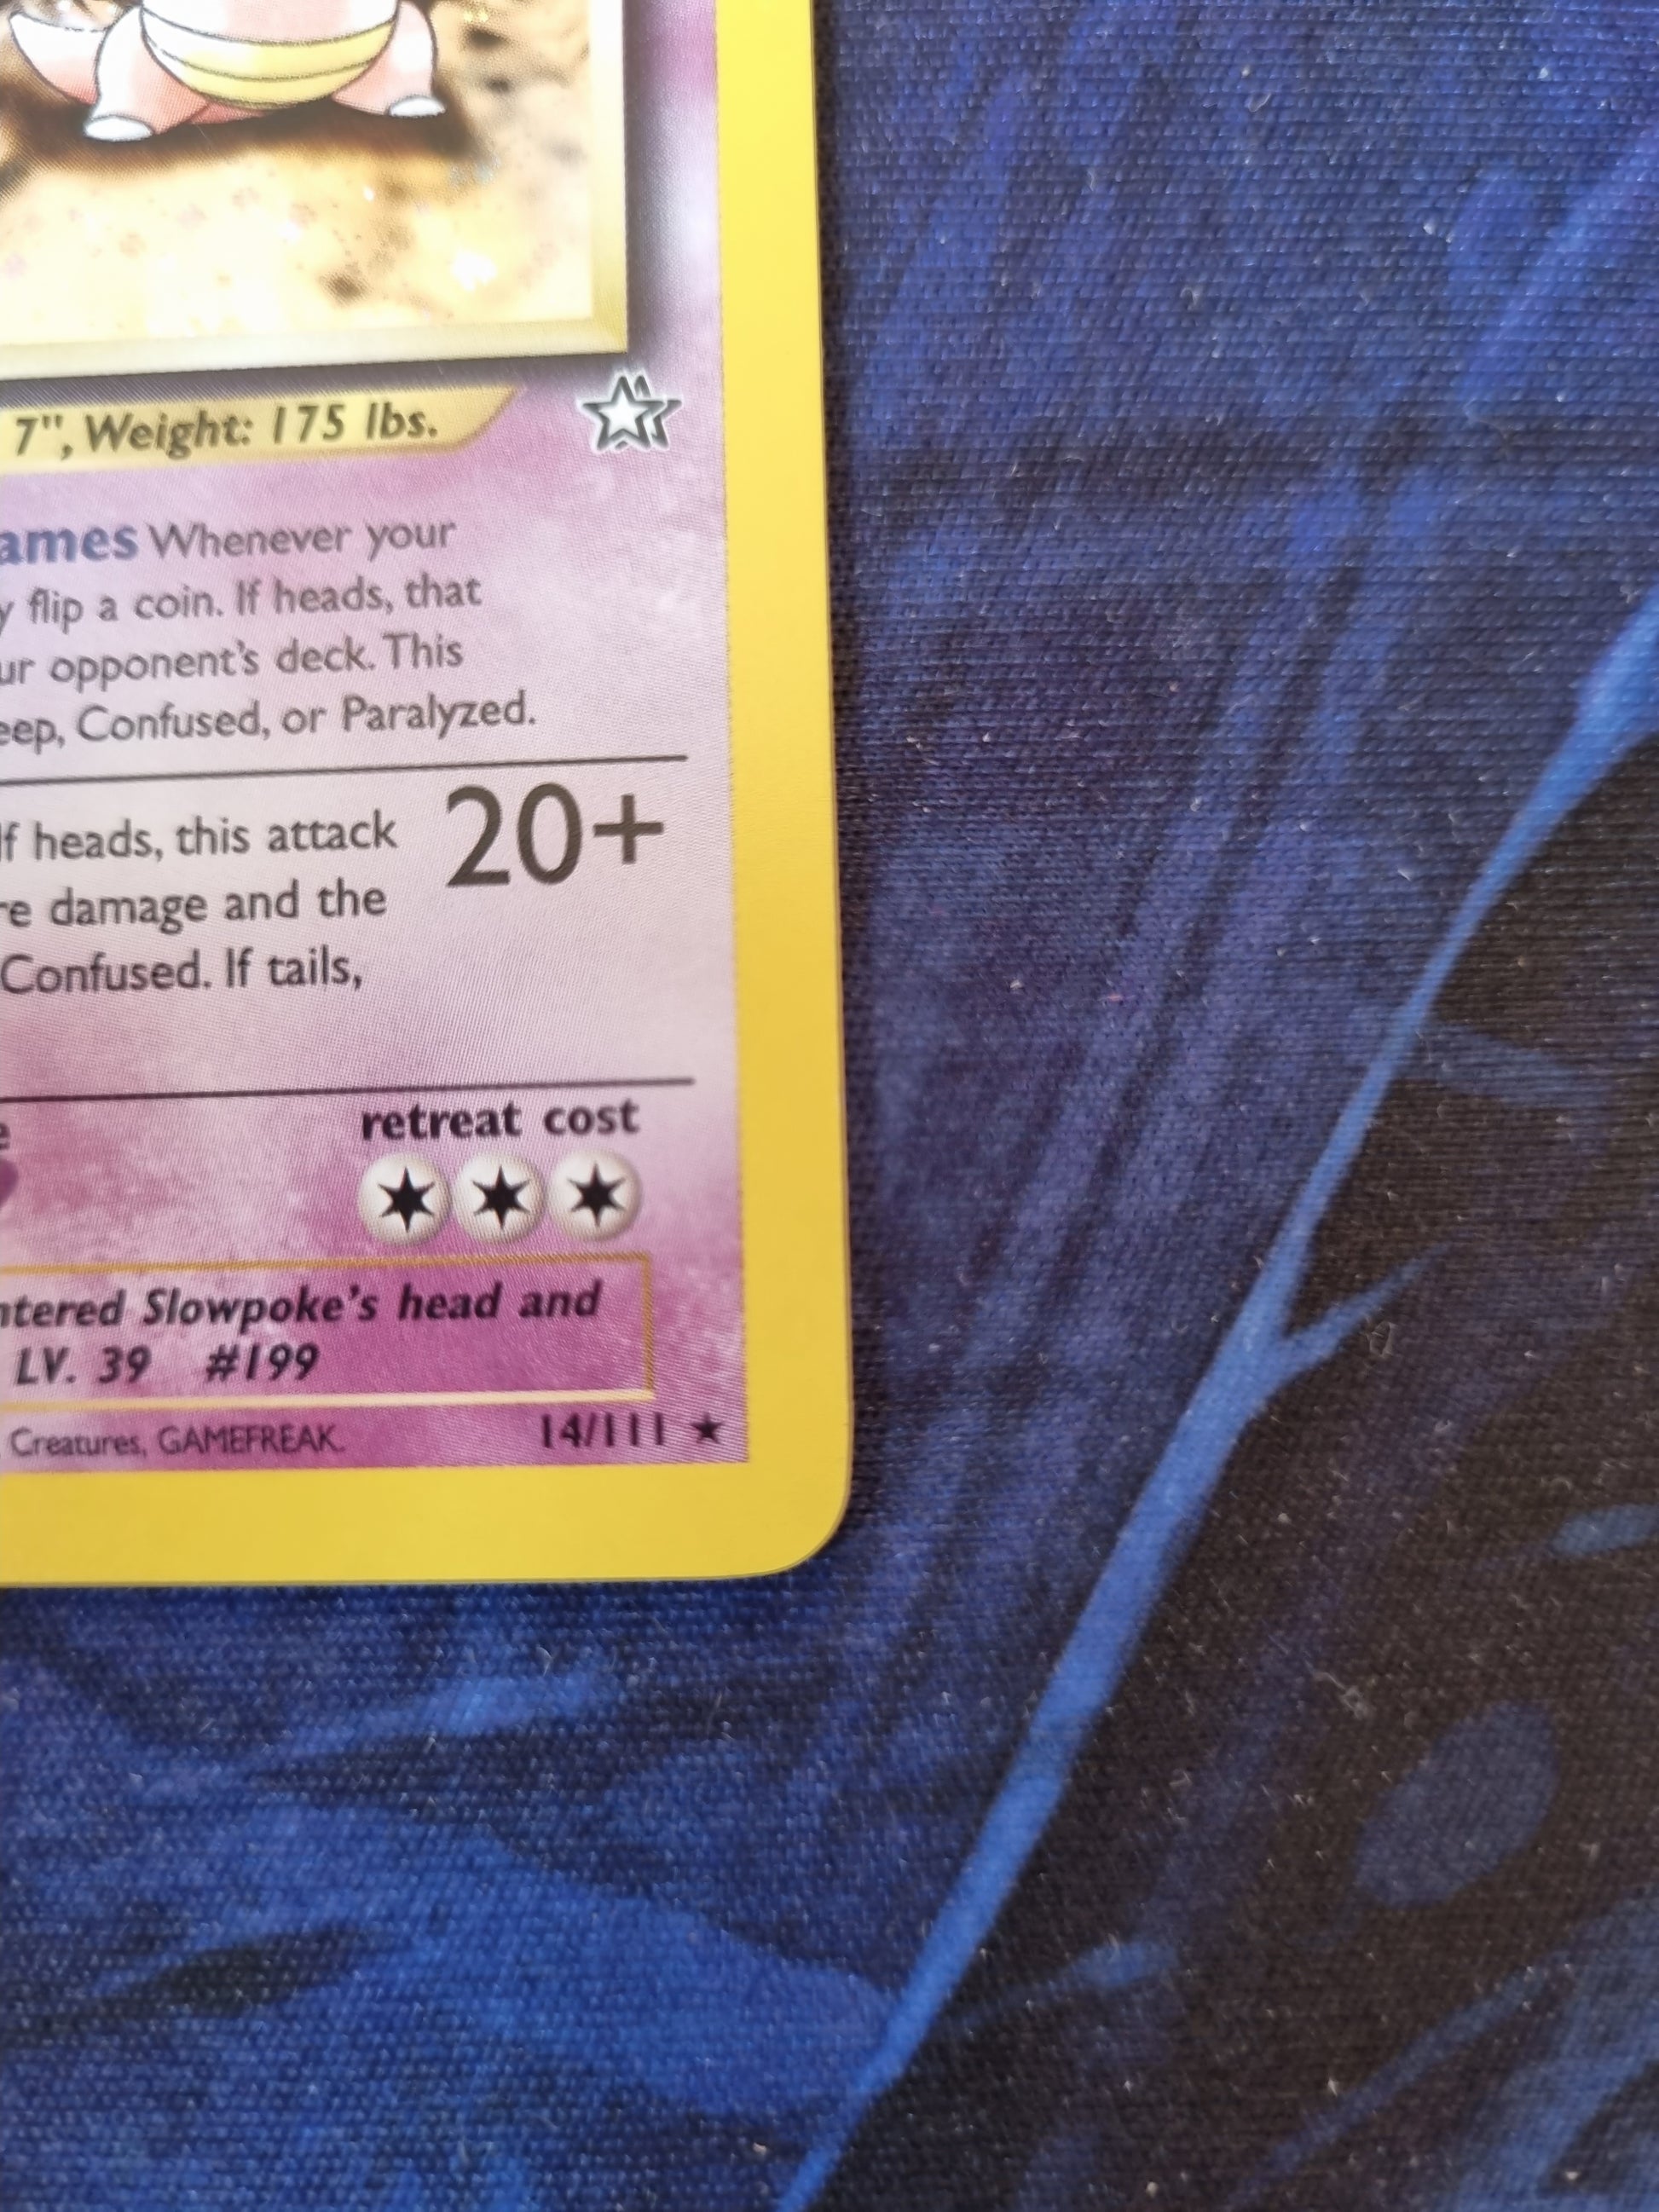 7", Weight: 175 lbs.
ames Whenever your
y flip a coin. If heads, that
ur opponent's deck. This
eep, Confused, or Paralyzed.
If heads, this attack 20+
re damage and the
Confused. If tails,
e retreat cost
ntered Slowpoke's head and
LV. 39 #199
Creatures, GAMEFREAK. 14/111 ★